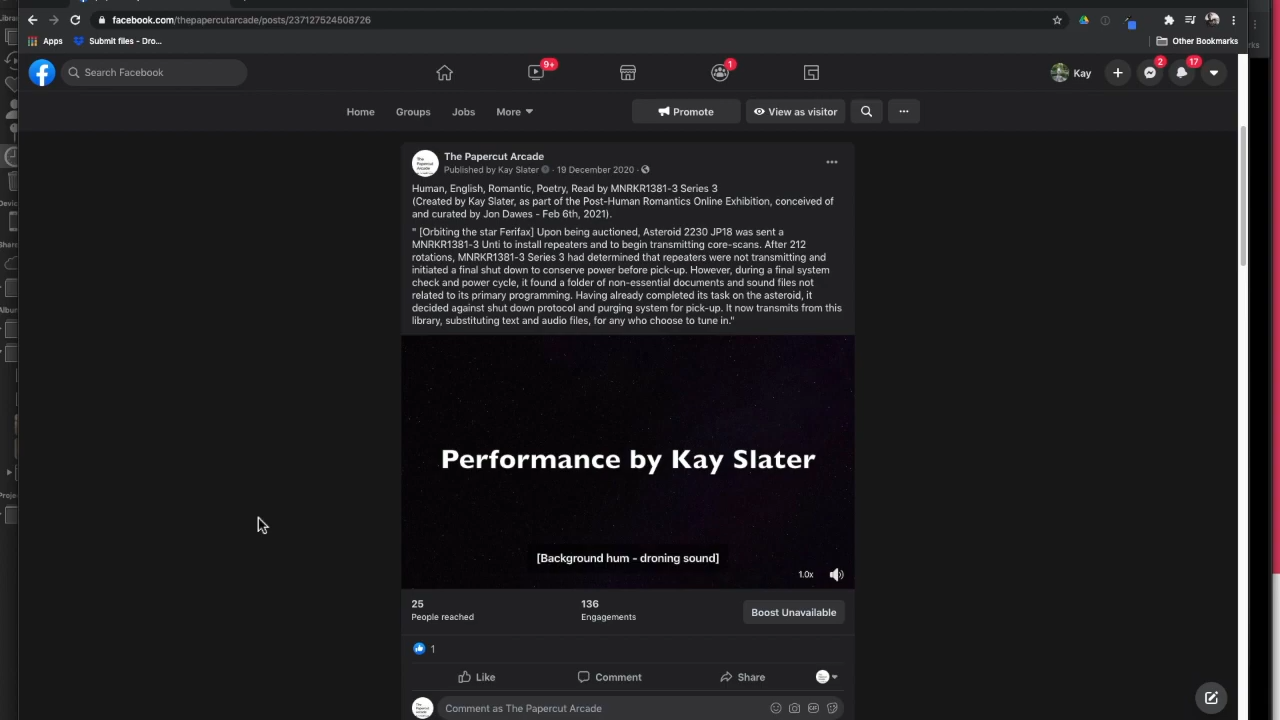 facebook.com/thepapercutarcade/posts/237127524508726
Apps
Submit files - Dro...
Other Bookmarks
Search Facebook
9+
1
Kay
2
17
Home
Groups
Jobs
More
Promote
View as visitor
The Papercut Arcade
Published by Kay Slater · 19 December 2020 ·
Human, English, Romantic, Poetry, Read by MNRKR1381-3 Series 3
(Created by Kay Slater, as part of the Post-Human Romantics Online Exhibition, conceived of
and curated by Jon Dawes - Feb 6th, 2021).
" [Orbiting the star Ferifax] Upon being auctioned, Asteroid 2230 JP18 was sent a
MNRKR1381-3 Unti to install repeaters and to begin transmitting core-scans. After 212
rotations, MNRKR1381-3 Series 3 had determined that repeaters were not transmitting and
initiated a final shut down to conserve power before pick-up. However, during a final system
check and power cycle, it found a folder of non-essential documents and sound files not
related to its primary programming. Having already completed its task on the asteroid, it
decided against shut down protocol and purging system for pick-up. It now transmits from this
library, substituting text and audio files, for any who choose to tune in."
Performance by Kay Slater
[Background hum - droning sound]
1.0x
25
People reached
136
Engagements
Boost Unavailable
1
Like
Comment
Share
Comment as The Papercut Arcade